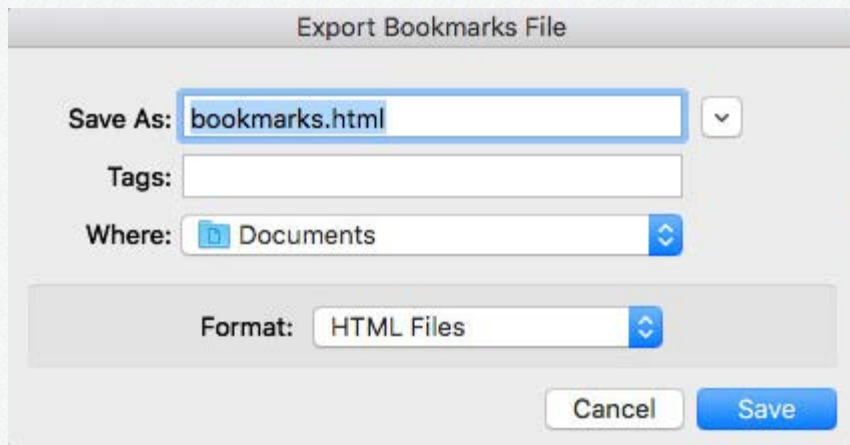 Export Bookmarks File
Save As: bookmarks.html
Tags:
Where: Documents
Format: HTML Files
Cancel Save